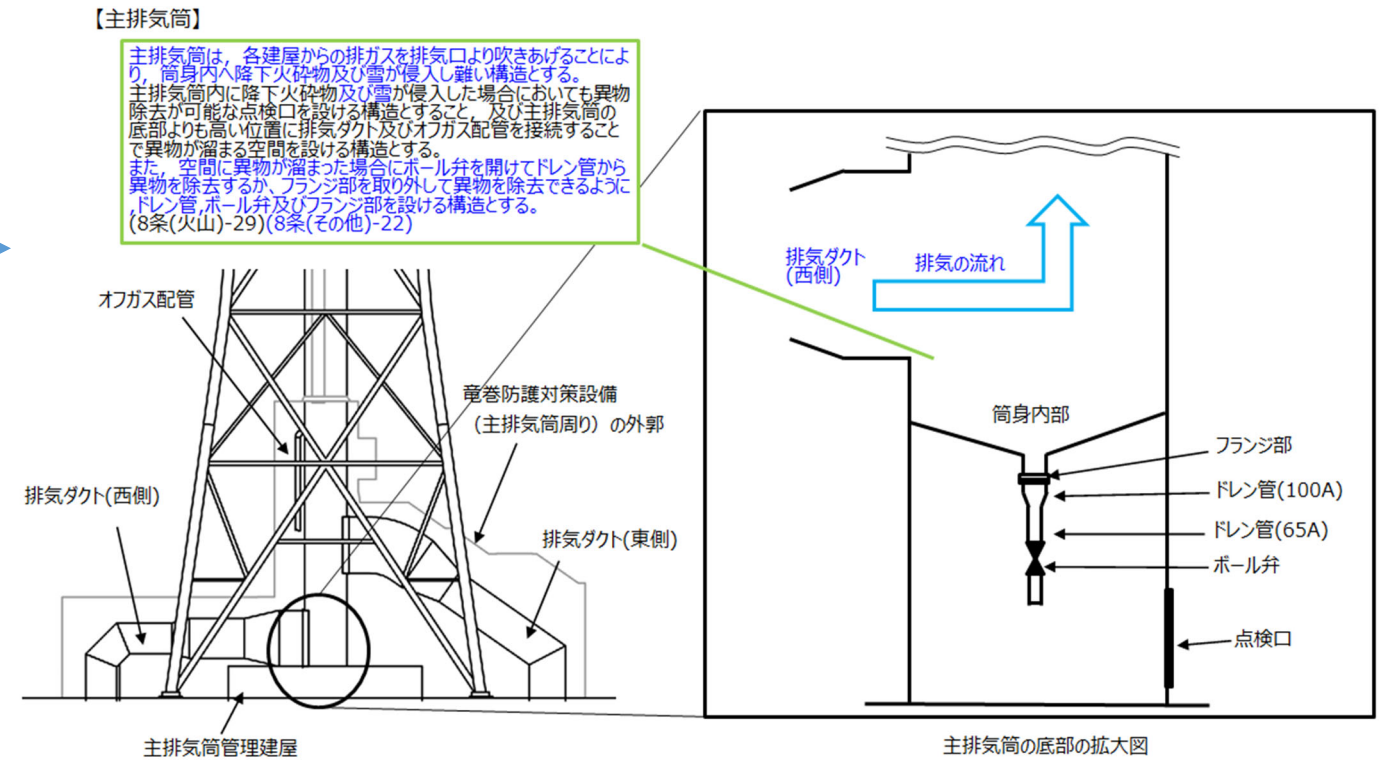 【主排気筒】
主排気筒は，各建屋からの排ガスを排気口より吹きあげることによ
り，筒身内へ降下火砕物及び雪が侵入し難い構造とする。
主排気筒内に降下火砕物及び雪が侵入した場合においても異物
除去が可能な点検口を設ける構造とすること，及び主排気筒の
底部よりも高い位置に排気ダクト及びオフガス配管を接続すること
で異物が溜まる空間を設ける構造とする。
また，空間に異物が溜まった場合にボール弁を開けてドレン管から
異物を除去するか、フランジ部を取り外して異物を除去できるように
,ドレン管,ボール弁及びフランジ部を設ける構造とする。
(8条(火山)-29)(8条(その他)-22)
オフガス配管
竜巻防護対策設備
（主排気筒周り）の外郭
排気ダクト(西側)
排気ダクト(東側)
主排気筒管理建屋
排気ダクト
(西側)
排気の流れ
筒身内部
フランジ部
ドレン管(100A)
ドレン管(65A)
ボール弁
点検口
主排気筒の底部の拡大図